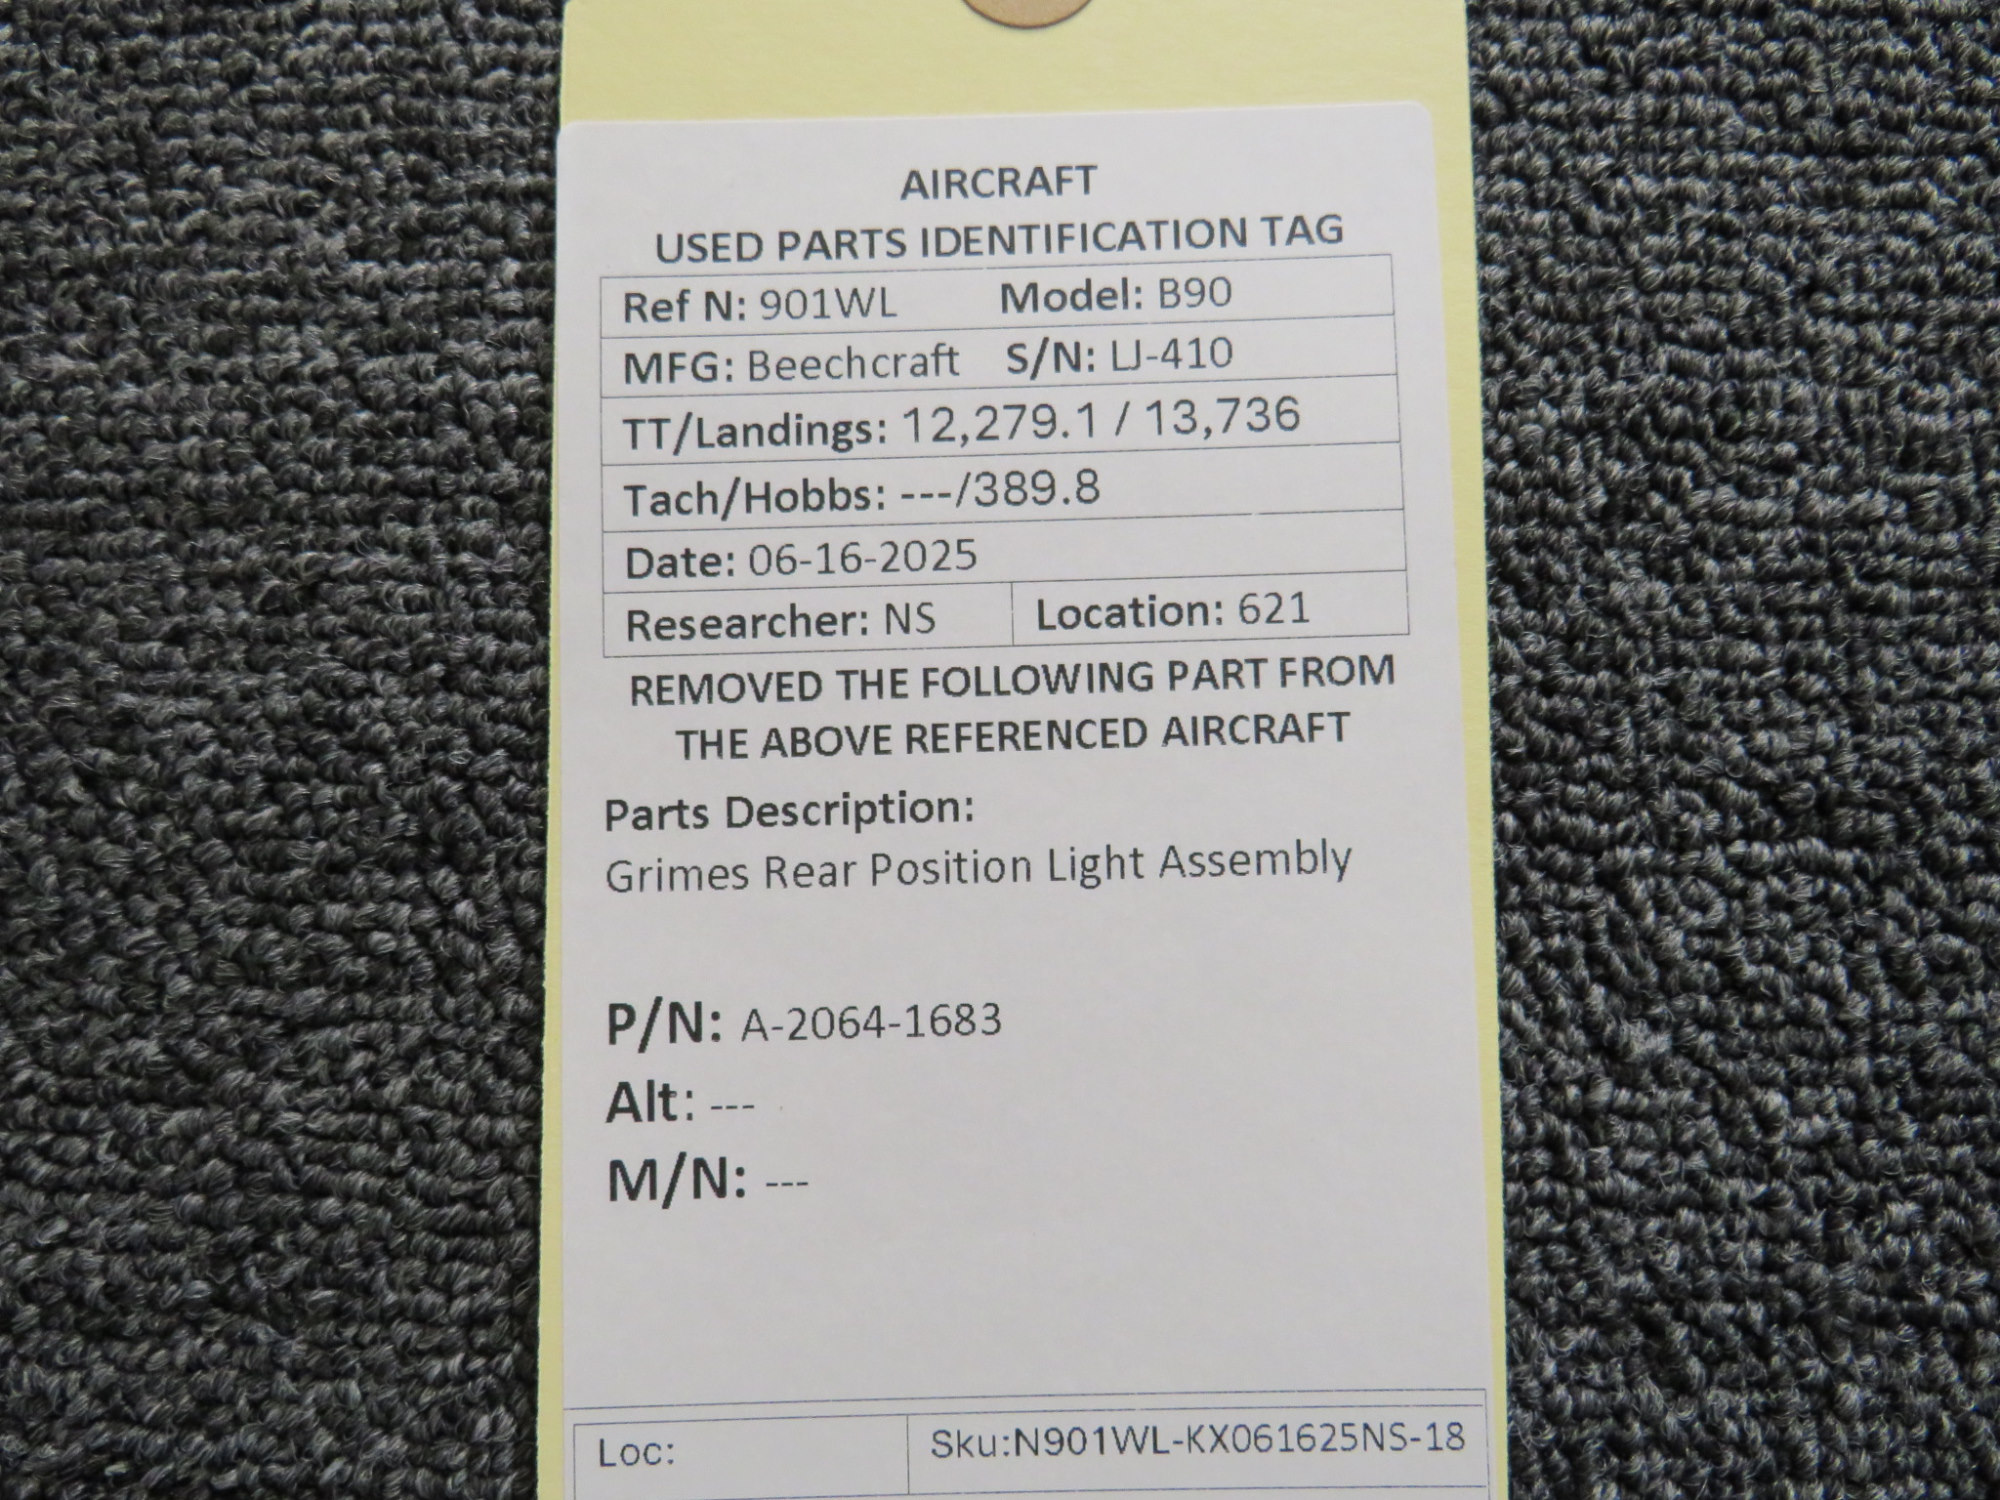 AIRCRAFT
USED PARTS IDENTIFICATION TAG
Ref N: 901WL Model: B90
MFG: Beechcraft S/N: LJ-410
TT/Landings: 12,279.1 / 13,736
Tach/Hobbs: ---/389.8
Date: 06-16-2025
Researcher: NS Location: 621
REMOVED THE FOLLOWING PART FROM
THE ABOVE REFERENCED AIRCRAFT
Parts Description:
Grimes Rear Position Light Assembly
P/N: A-2064-1683
Alt: ---
M/N: ---
Loc: Sku:N901WL-KX061625NS-18